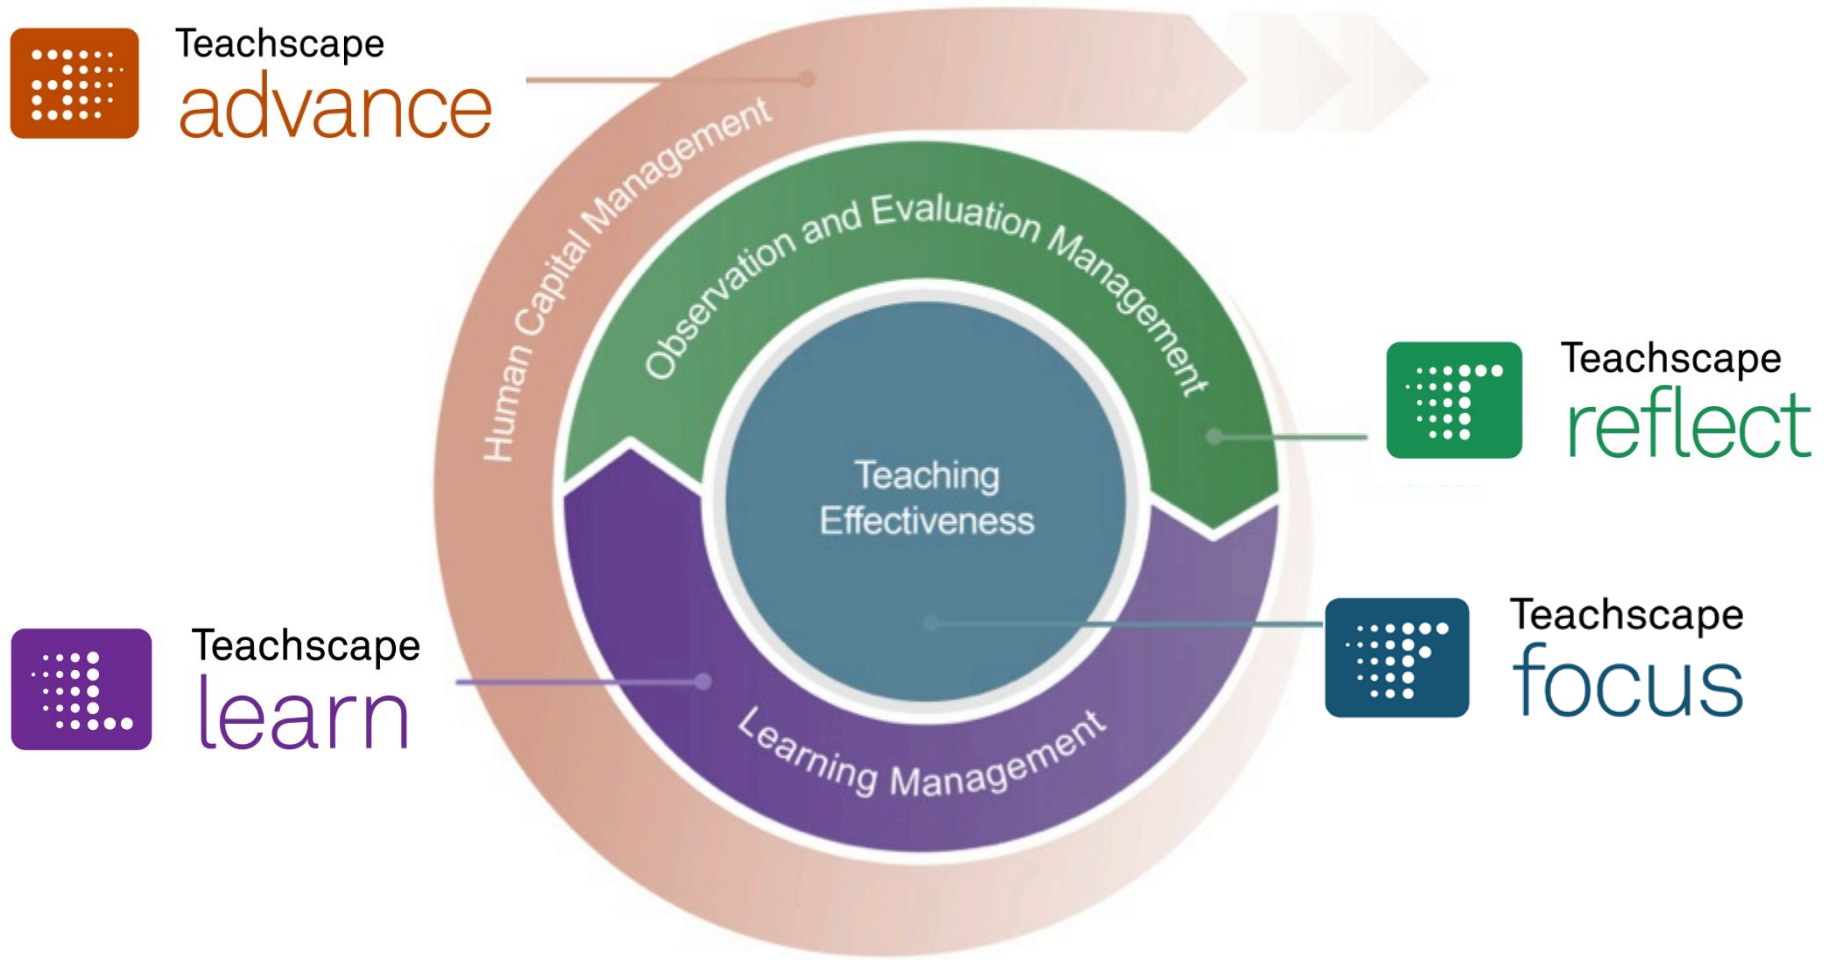 Teachscape
advance
Human Capital Management
Observation and Evaluation Management
Teaching
Effectiveness
Teachscape
reflect
Teachscape
focus
Teachscape
learn
Learning Management